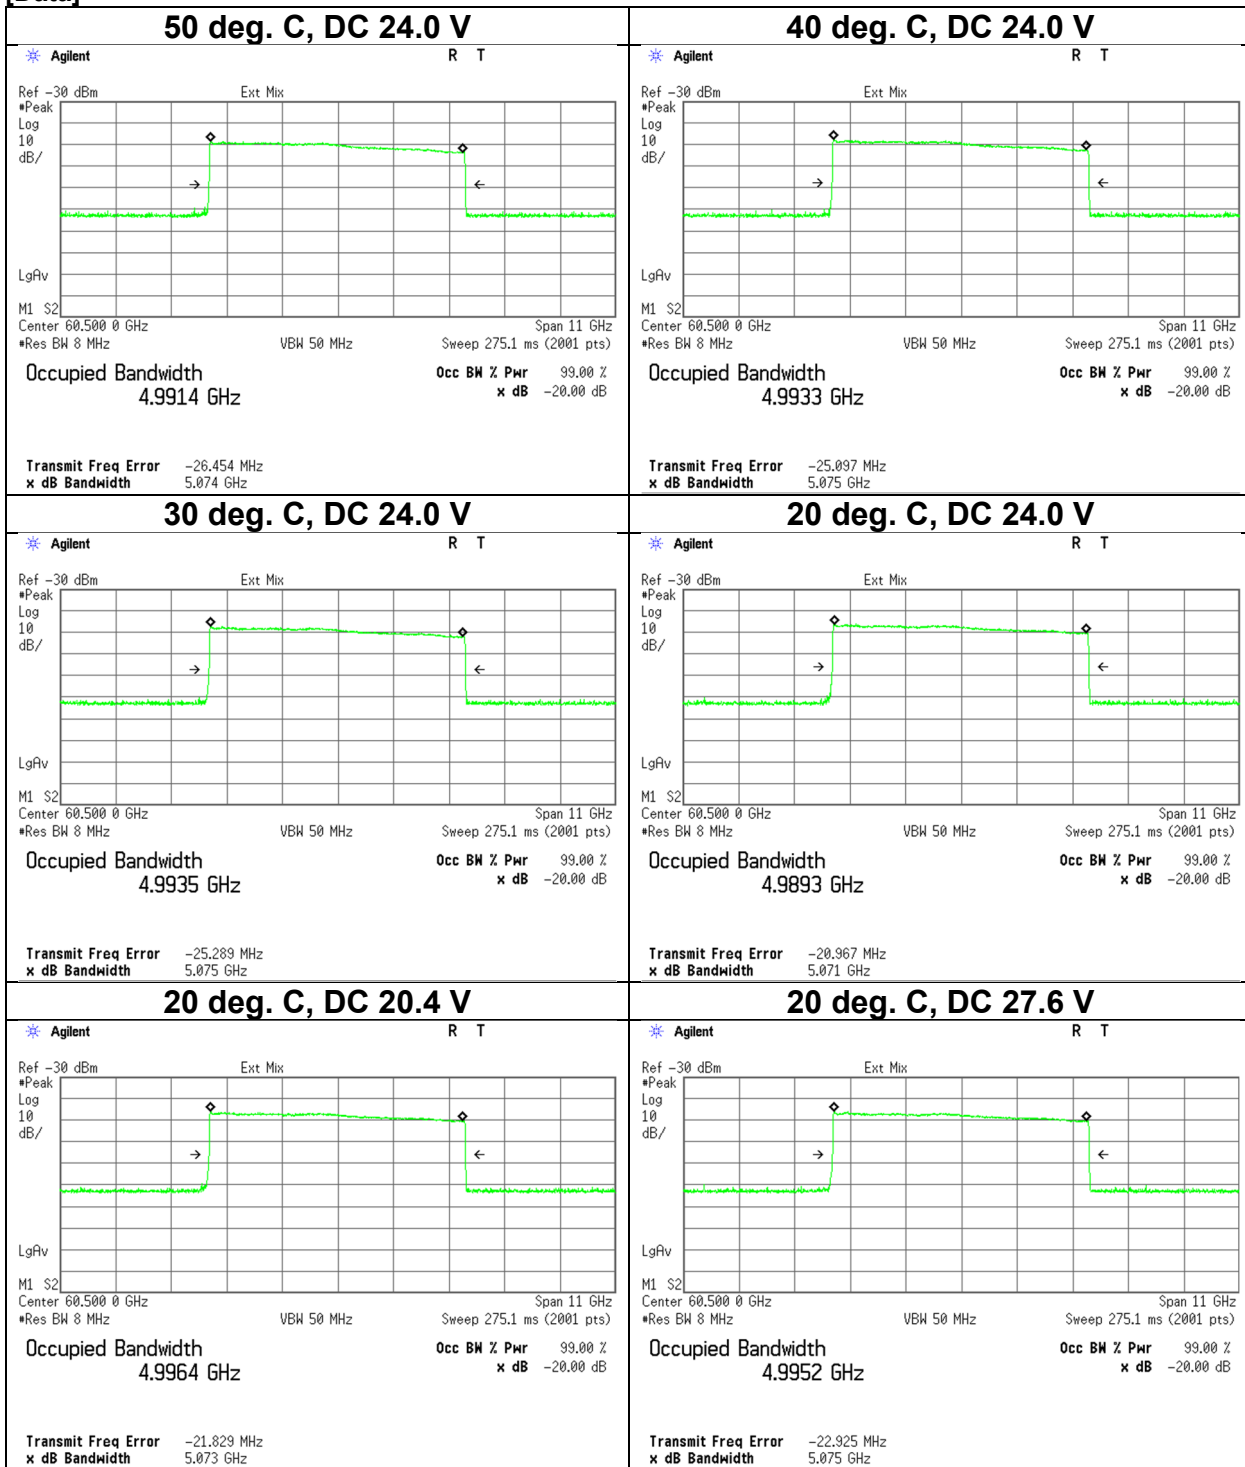 [Data]
50 deg. C, DC 24.0 V
Agilent R T
Ref -30 dBm Ext Mix
#Peak
Log
10
dB/
LgAv
M1 S2
Center 60.500 0 GHz Span 11 GHz
#Res BW 8 MHz VBW 50 MHz Sweep 275.1 ms (2001 pts)
Occupied Bandwidth Occ BW % Pwr 99.00 %
4.9914 GHz x dB -20.00 dB
Transmit Freq Error -26.454 MHz
x dB Bandwidth 5.074 GHz
40 deg. C, DC 24.0 V
Agilent R T
Ref -30 dBm Ext Mix
#Peak
Log
10
dB/
LgAv
M1 S2
Center 60.500 0 GHz Span 11 GHz
#Res BW 8 MHz VBW 50 MHz Sweep 275.1 ms (2001 pts)
Occupied Bandwidth Occ BW % Pwr 99.00 %
4.9933 GHz x dB -20.00 dB
Transmit Freq Error -25.097 MHz
x dB Bandwidth 5.075 GHz
30 deg. C, DC 24.0 V
Agilent R T
Ref -30 dBm Ext Mix
#Peak
Log
10
dB/
LgAv
M1 S2
Center 60.500 0 GHz Span 11 GHz
#Res BW 8 MHz VBW 50 MHz Sweep 275.1 ms (2001 pts)
Occupied Bandwidth Occ BW % Pwr 99.00 %
4.9935 GHz x dB -20.00 dB
Transmit Freq Error -25.289 MHz
x dB Bandwidth 5.075 GHz
20 deg. C, DC 24.0 V
Agilent R T
Ref -30 dBm Ext Mix
#Peak
Log
10
dB/
LgAv
M1 S2
Center 60.500 0 GHz Span 11 GHz
#Res BW 8 MHz VBW 50 MHz Sweep 275.1 ms (2001 pts)
Occupied Bandwidth Occ BW % Pwr 99.00 %
4.9893 GHz x dB -20.00 dB
Transmit Freq Error -20.967 MHz
x dB Bandwidth 5.071 GHz
20 deg. C, DC 20.4 V
Agilent R T
Ref -30 dBm Ext Mix
#Peak
Log
10
dB/
LgAv
M1 S2
Center 60.500 0 GHz Span 11 GHz
#Res BW 8 MHz VBW 50 MHz Sweep 275.1 ms (2001 pts)
Occupied Bandwidth Occ BW % Pwr 99.00 %
4.9964 GHz x dB -20.00 dB
Transmit Freq Error -21.829 MHz
x dB Bandwidth 5.073 GHz
20 deg. C, DC 27.6 V
Agilent R T
Ref -30 dBm Ext Mix
#Peak
Log
10
dB/
LgAv
M1 S2
Center 60.500 0 GHz Span 11 GHz
#Res BW 8 MHz VBW 50 MHz Sweep 275.1 ms (2001 pts)
Occupied Bandwidth Occ BW % Pwr 99.00 %
4.9952 GHz x dB -20.00 dB
Transmit Freq Error -22.925 MHz
x dB Bandwidth 5.075 GHz